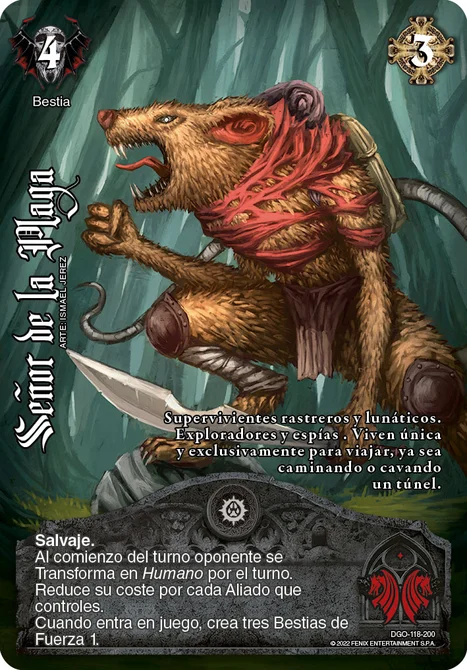 4
3
Bestia
Señor de la Plaga
ARTE: ISMAEL JEREZ
Supervivientes rastreros y lunáticos.
Exploradores y espías . Viven única
y exclusivamente para viajar, ya sea
caminando o cavando
un túnel.
Salvaje.
Al comienzo del turno oponente se
Transforma en Humano por el turno.
Reduce su coste por cada Aliado que
controles.
Cuando entra en juego, crea tres Bestias de
Fuerza 1.
DGO-118-200
© 2022 FENIX ENTERTAINMENT S.P.A.